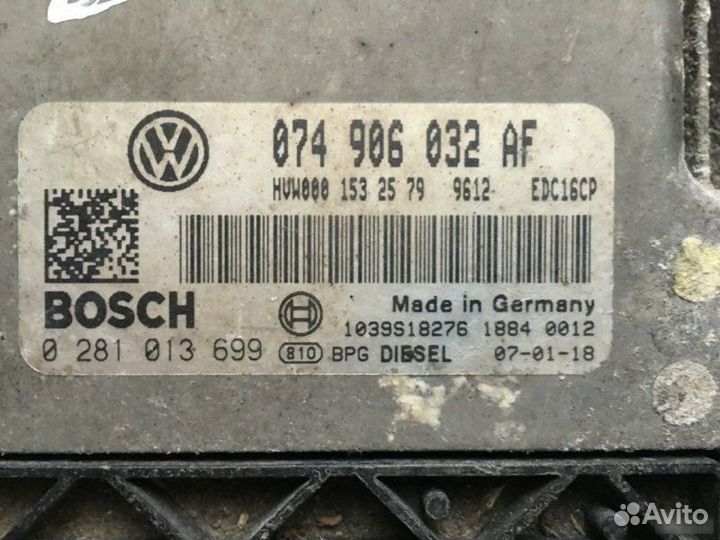 074 906 032 AF
HVW000 153 25 79 9612 EDC16CP
BOSCH
Made in Germany
1039S18276 1884 0012
0 281 013 699 810 BPG DIESEL 07-01-18
Avito